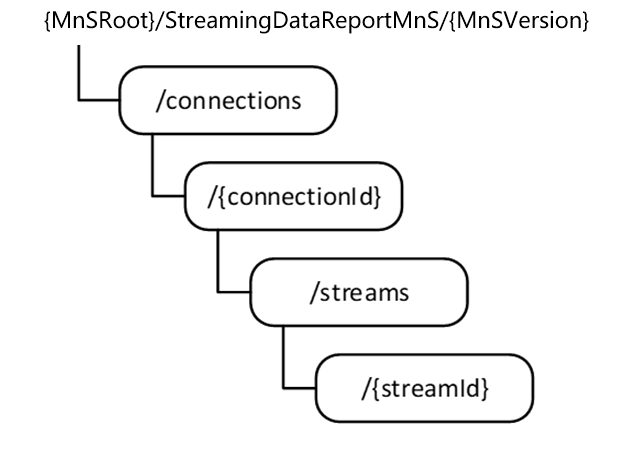 {MnSRoot}/StreamingDataReportMnS/{MnSVersion}
/connections
/{connectionId}
/streams
/{streamId}